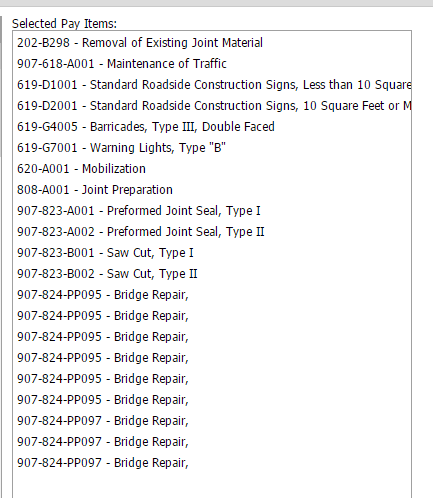 Selected Pay Items:
202-B298 - Removal of Existing Joint Material
907-618-A001 - Maintenance of Traffic
619-D1001 - Standard Roadside Construction Signs, Less than 10 Square
619-D2001 - Standard Roadside Construction Signs, 10 Square Feet or M
619-G4005 - Barricades, Type III, Double Faced
619-G7001 - Warning Lights, Type "B"
620-A001 - Mobilization
808-A001 - Joint Preparation
907-823-A001 - Preformed Joint Seal, Type I
907-823-A002 - Preformed Joint Seal, Type II
907-823-B001 - Saw Cut, Type I
907-823-B002 - Saw Cut, Type II
907-824-PP095 - Bridge Repair,
907-824-PP095 - Bridge Repair,
907-824-PP095 - Bridge Repair,
907-824-PP095 - Bridge Repair,
907-824-PP095 - Bridge Repair,
907-824-PP095 - Bridge Repair,
907-824-PP097 - Bridge Repair,
907-824-PP097 - Bridge Repair,
907-824-PP097 - Bridge Repair,